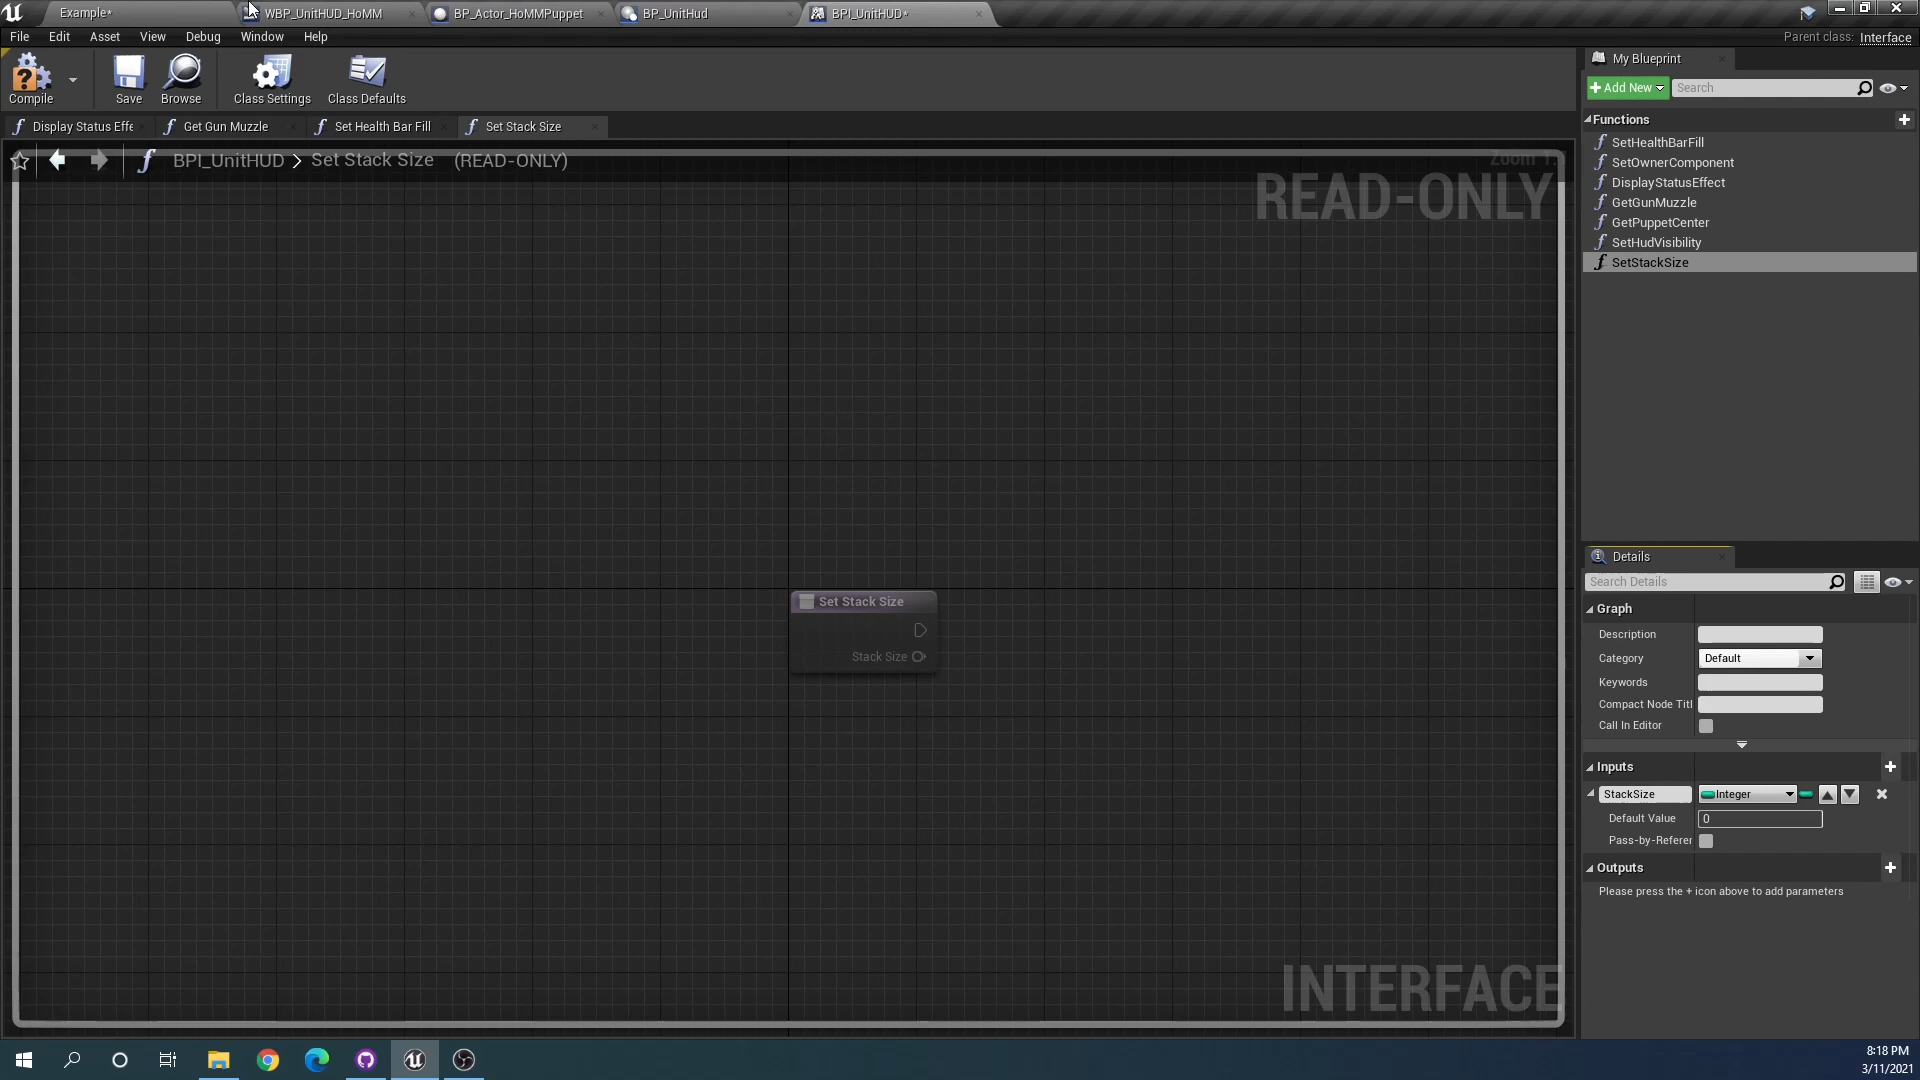 Example*
WBP_UnitHUD_HoMM
BP_Actor_HoMMPuppet
BP_UnitHud
BPI_UnitHUD*
File Edit Asset View Window Debug Window Help
Parent class: Interface
Compile
Save
Browse
Class Settings
Class Defaults
Display Status Effe
Get Gun Muzzle
Set Health Bar Fill
Set Stack Size
BPI_UnitHUD > Set Stack Size (READ-ONLY)
READ-ONLY
Set Stack Size
Stack Size
INTERFACE
My Blueprint
Add New
Search
Functions
SetHealthBarFill
SetOwnerComponent
DisplayStatusEffect
GetGunMuzzle
GetPuppetCenter
SetHudVisibility
SetStackSize
Details
Search Details
Graph
Description
Category Default
Keywords
Compact Node Titl
Call In Editor
Inputs
StackSize Integer
Default Value 0
Pass-by-Referer
Outputs
Please press the + icon above to add parameters
8:18 PM
3/11/2021